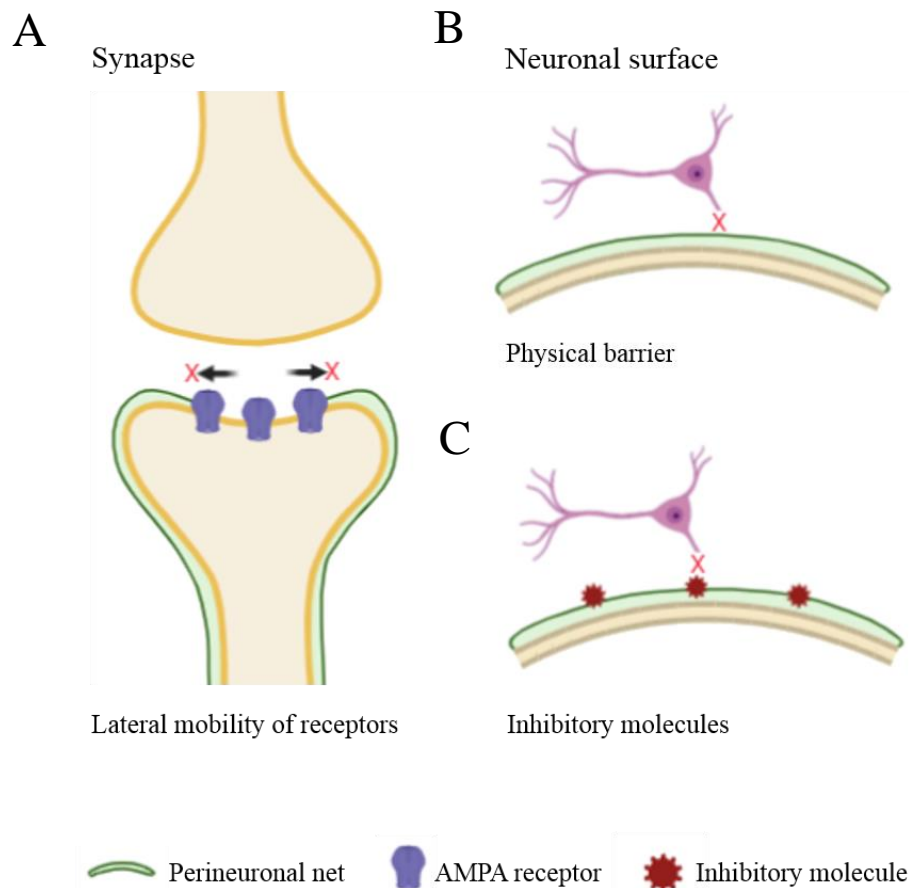 A
Synapse
X X
Lateral mobility of receptors
B
Neuronal surface
X
Physical barrier
C
X
Inhibitory molecules
Perineuronal net
AMPA receptor
Inhibitory molecule